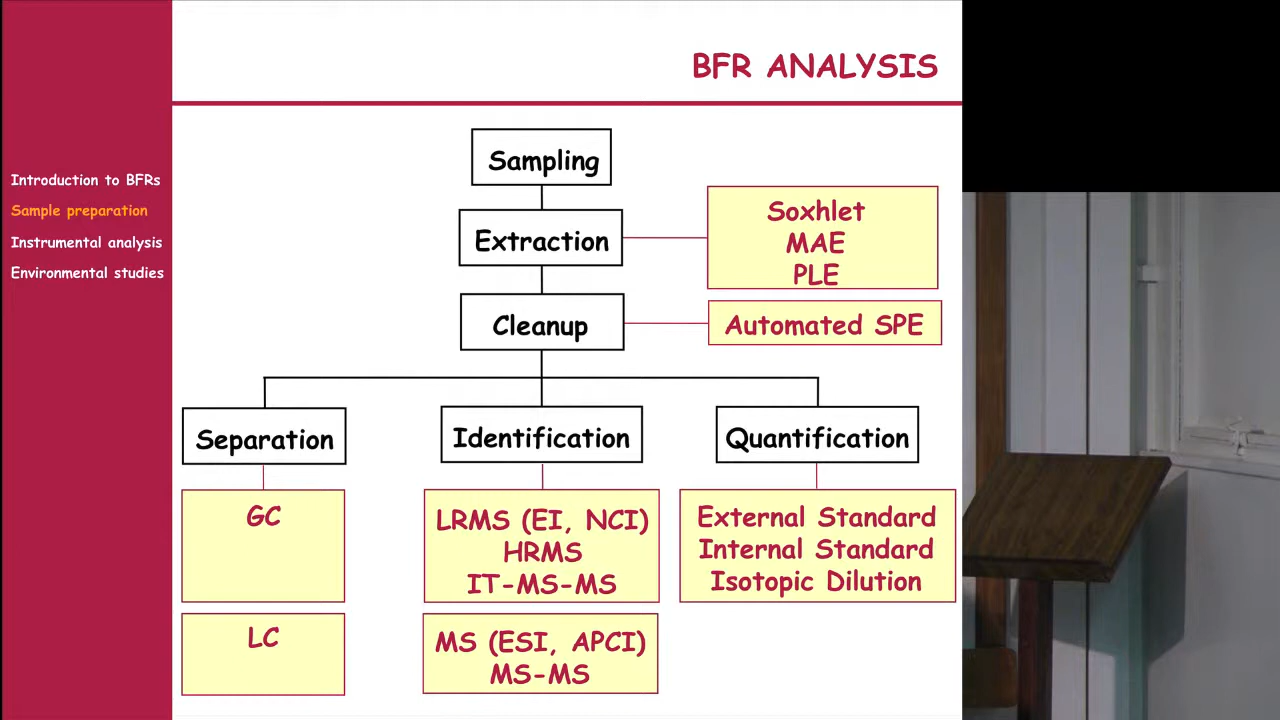 BFR ANALYSIS
Introduction to BFRs
Sample preparation
Instrumental analysis
Environmental studies
Sampling
Extraction
Soxhlet
MAE
PLE
Cleanup
Automated SPE
Separation
Identification
Quantification
GC
LRMS (EI, NCI)
HRMS
IT-MS-MS
External Standard
Internal Standard
Isotopic Dilution
LC
MS (ESI, APCI)
MS-MS